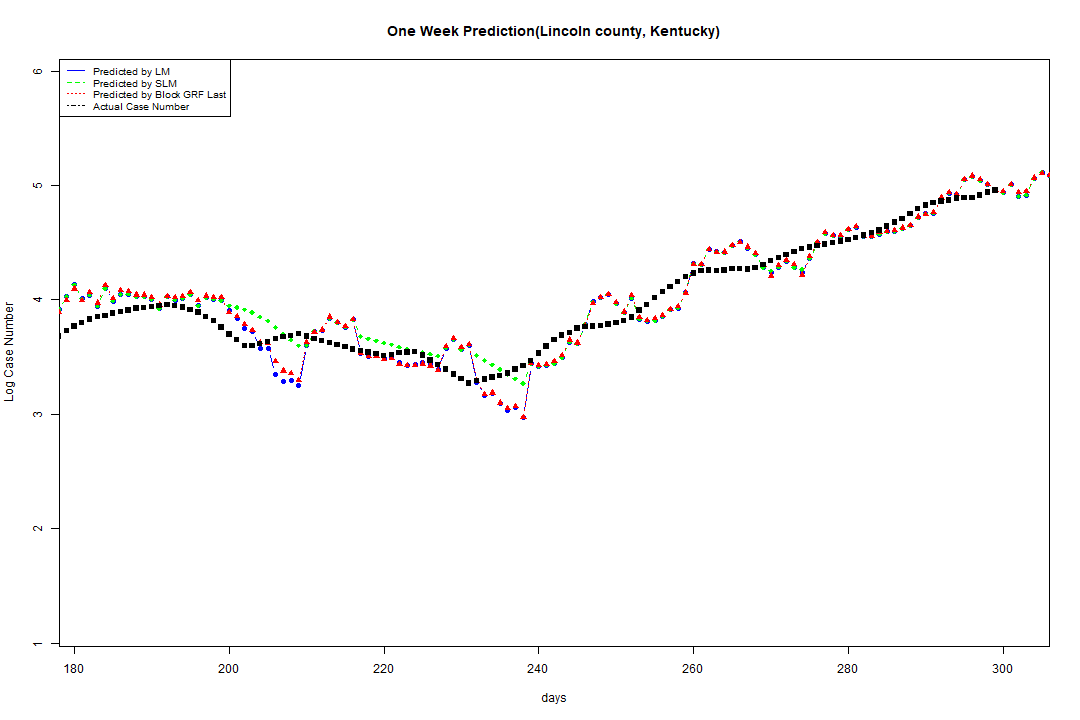 One Week Prediction(Lincoln county, Kentucky)
Predicted by LM
Predicted by SLM
Predicted by Block GRF Last
Actual Case Number
Log Case Number
6
5
4
3
2
1
180 200 220 240 260 280 300
days